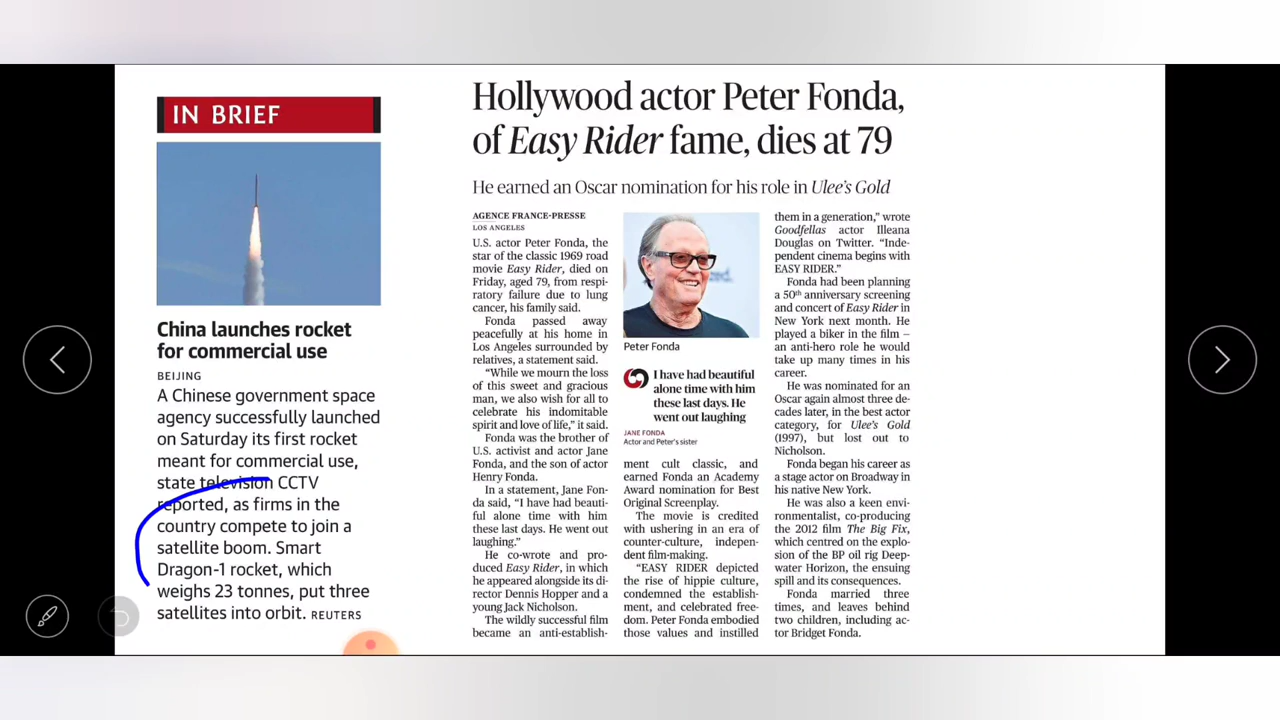 IN BRIEF
China launches rocket
for commercial use
BEIJING
A Chinese government space
agency successfully launched
on Saturday its first rocket
meant for commercial use,
state television CCTV
reported, as firms in the
country compete to join a
satellite boom. Smart
Dragon-1 rocket, which
weighs 23 tonnes, put three
satellites into orbit. REUTERS
Hollywood actor Peter Fonda,
of Easy Rider fame, dies at 79
He earned an Oscar nomination for his role in Ulee's Gold
AGENCE FRANCE-PRESSE
LOS ANGELES
U.S. actor Peter Fonda, the
star of the classic 1969 road
movie Easy Rider, died on
Friday, aged 79, from respi-
ratory failure due to lung
cancer, his family said.
Fonda passed away
peacefully at his home in
Los Angeles surrounded by
relatives, a statement said.
“While we mourn the loss
of this sweet and gracious
man, we also wish for all to
celebrate his indomitable
spirit and love of life,” it said.
Fonda was the brother of
U.S. activist and actor Jane
Fonda, and the son of actor
Henry Fonda.
In a statement, Jane Fon-
da said, “I have had beauti-
ful alone time with him
these last days. He went out
laughing.”
He co-wrote and pro-
duced Easy Rider, in which
he appeared alongside its di-
rector Dennis Hopper and a
young Jack Nicholson.
The wildly successful film
became an anti-establish-
Peter Fonda
I have had beautiful
alone time with him
these last days. He
went out laughing
JANE FONDA
Actor and Peter's sister
ment cult classic, and
earned Fonda an Academy
Award nomination for Best
Original Screenplay.
The movie is credited
with ushering in an era of
counter-culture, indepen-
dent film-making.
“EASY RIDER depicted
the rise of hippie culture,
condemned the establish-
ment, and celebrated free-
dom. Peter Fonda embodied
those values and instilled
them in a generation,” wrote
Goodfellas actor Illeana
Douglas on Twitter. “Inde-
pendent cinema begins with
EASY RIDER.”
Fonda had been planning
a 50th anniversary screening
and concert of Easy Rider in
New York next month. He
played a biker in the film –
an anti-hero role he would
take up many times in his
career.
He was nominated for an
Oscar again almost three de-
cades later, in the best actor
category, for Ulee's Gold
(1997), but lost out to
Nicholson.
Fonda began his career as
a stage actor on Broadway in
his native New York.
He was also a keen envi-
ronmentalist, co-producing
the 2012 film The Big Fix,
which centred on the explo-
sion of the BP oil rig Deep-
water Horizon, the ensuing
spill and its consequences.
Fonda married three
times, and leaves behind
two children, including ac-
tor Bridget Fonda.